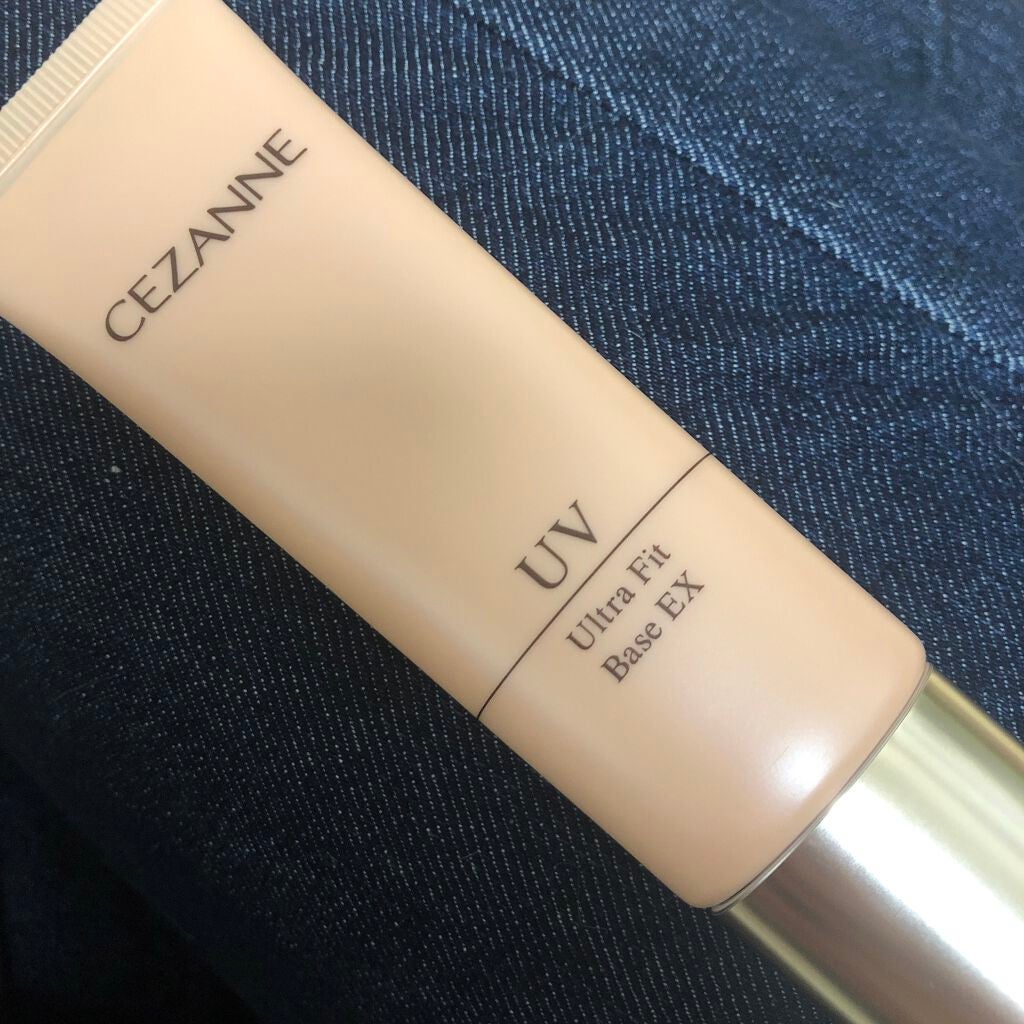 CEZANNE
UV
Ultra Fit
Base EX